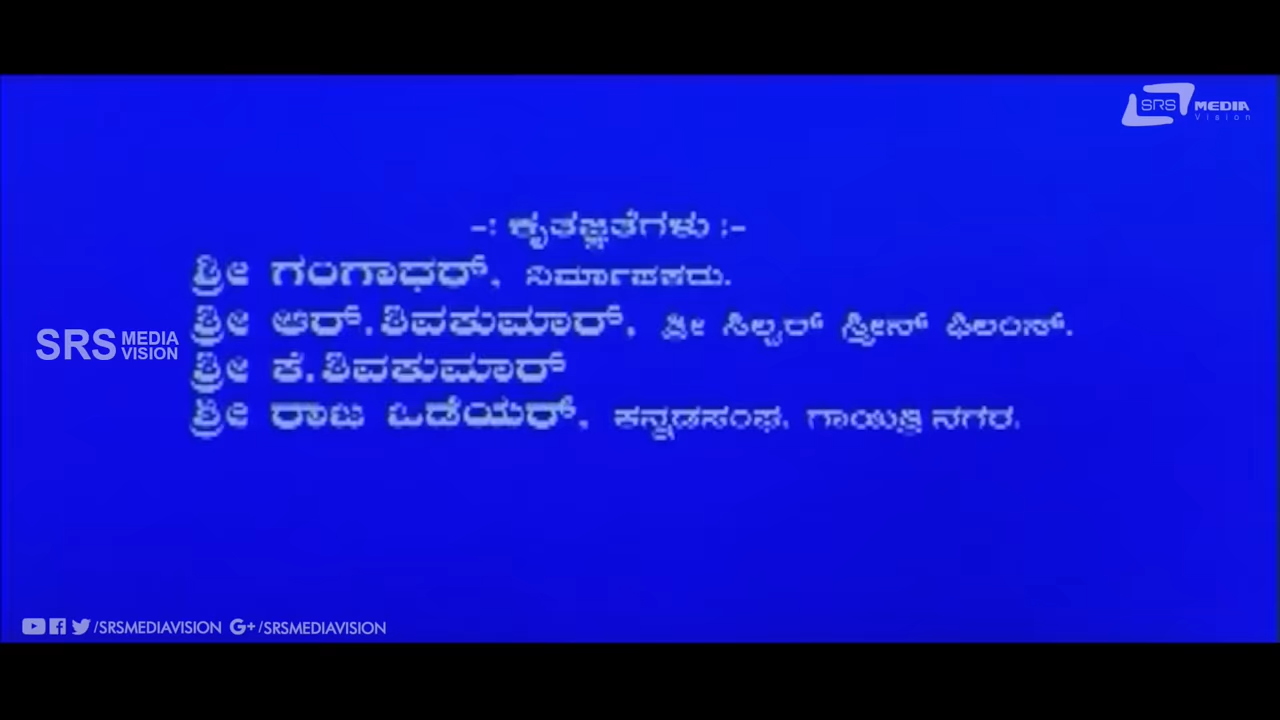 SRS MEDIA
Vision
-: ಕೃತಜ್ಞತೆಗಳು :-
ಶ್ರೀ ಗಂಗಾಧರ್, ನಿರ್ಮಾಪಕರು.
ಶ್ರೀ ಆರ್.ಶಿವಕುಮಾರ್, ಶ್ರೀ ಸಿಲ್ವರ್ ಸ್ಕ್ರೀನ್ ಫಿಲಂಸ್.
SRS MEDIA
VISION
ಶ್ರೀ ಕೆ.ಶಿವಕುಮಾರ್
ಶ್ರೀ ರಾಜ ಒಡೆಯರ್, ಕನ್ನಡಸಂಘ, ಗಾಯಿತ್ರಿ ನಗರ.
/SRSMEDIAVISION G+/SRSMEDIAVISION